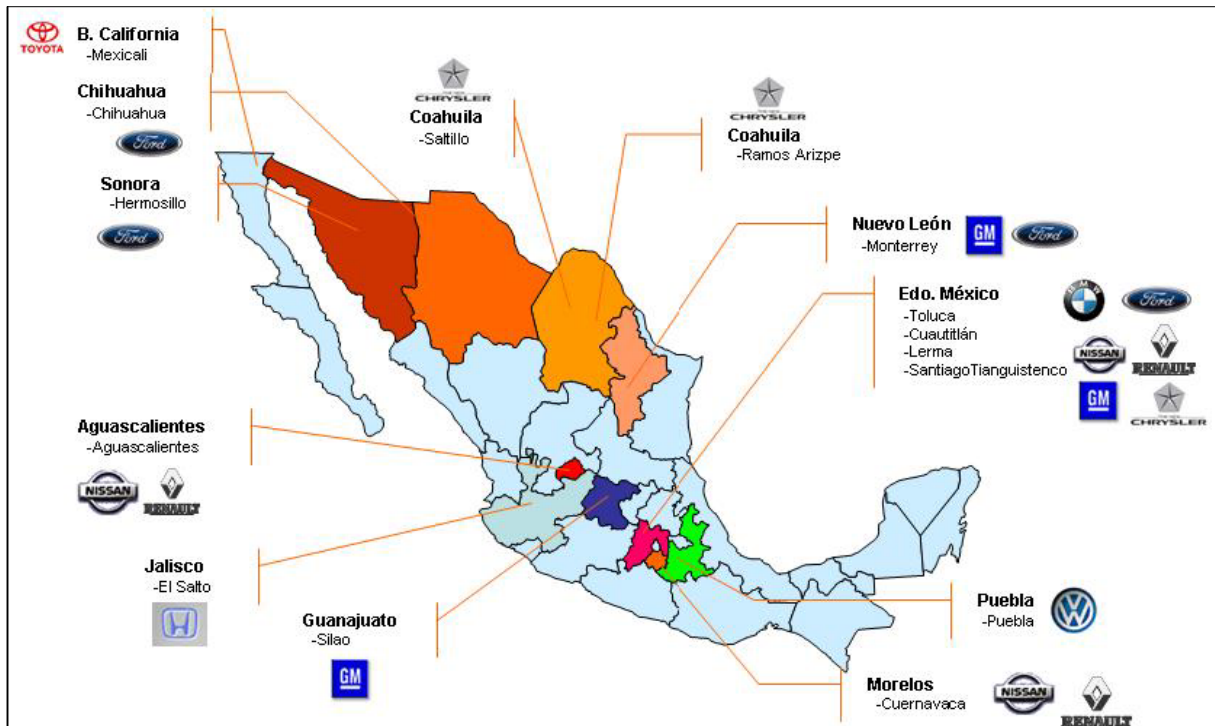 TOYOTA
B. California
-Mexicali
Chihuahua
-Chihuahua
Ford
Sonora
-Hermosillo
Ford
CHRYSLER
Coahuila
-Saltillo
CHRYSLER
Coahuila
-Ramos Arizpe
Nuevo León
-Monterrey
GM
Ford
Edo. México
-Toluca
-Cuautitlán
-Lerma
-SantiagoTianguistenco
BMW
Ford
NISSAN
RENAULT
GM
CHRYSLER
Aguascalientes
-Aguascalientes
NISSAN
RENAULT
Jalisco
-El Salto
Guanajuato
-Silao
GM
Puebla
-Puebla
VW
Morelos
-Cuernavaca
NISSAN
RENAULT